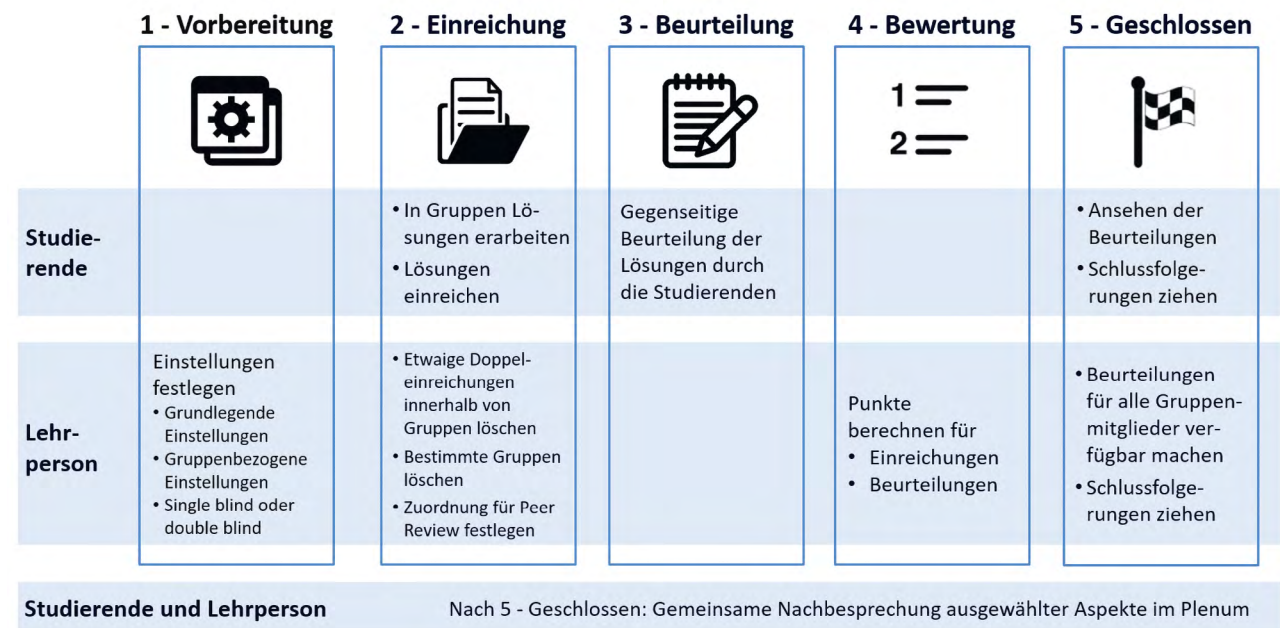 1 - Vorbereitung
2 - Einreichung
3 - Beurteilung
4 - Bewertung
5 - Geschlossen
1
2
Studie-
rende
• In Gruppen Lö-
sungen erarbeiten
• Lösungen
einreichen
Gegenseitige
Beurteilung der
Lösungen durch
die Studierenden
• Ansehen der
Beurteilungen
• Schlussfolge-
rungen ziehen
Lehr-
person
Einstellungen
festlegen
• Grundlegende
Einstellungen
• Gruppenbezogene
Einstellungen
• Single blind oder
double blind
• Etwaige Doppel-
einreichungen
innerhalb von
Gruppen löschen
• Bestimmte Gruppen
löschen
• Zuordnung für Peer
Review festlegen
Punkte
berechnen für
• Einreichungen
• Beurteilungen
• Beurteilungen
für alle Gruppen-
mitglieder ver-
fügbar machen
• Schlussfolge-
rungen ziehen
Studierende und Lehrperson
Nach 5 - Geschlossen: Gemeinsame Nachbesprechung ausgewählter Aspekte im Plenum